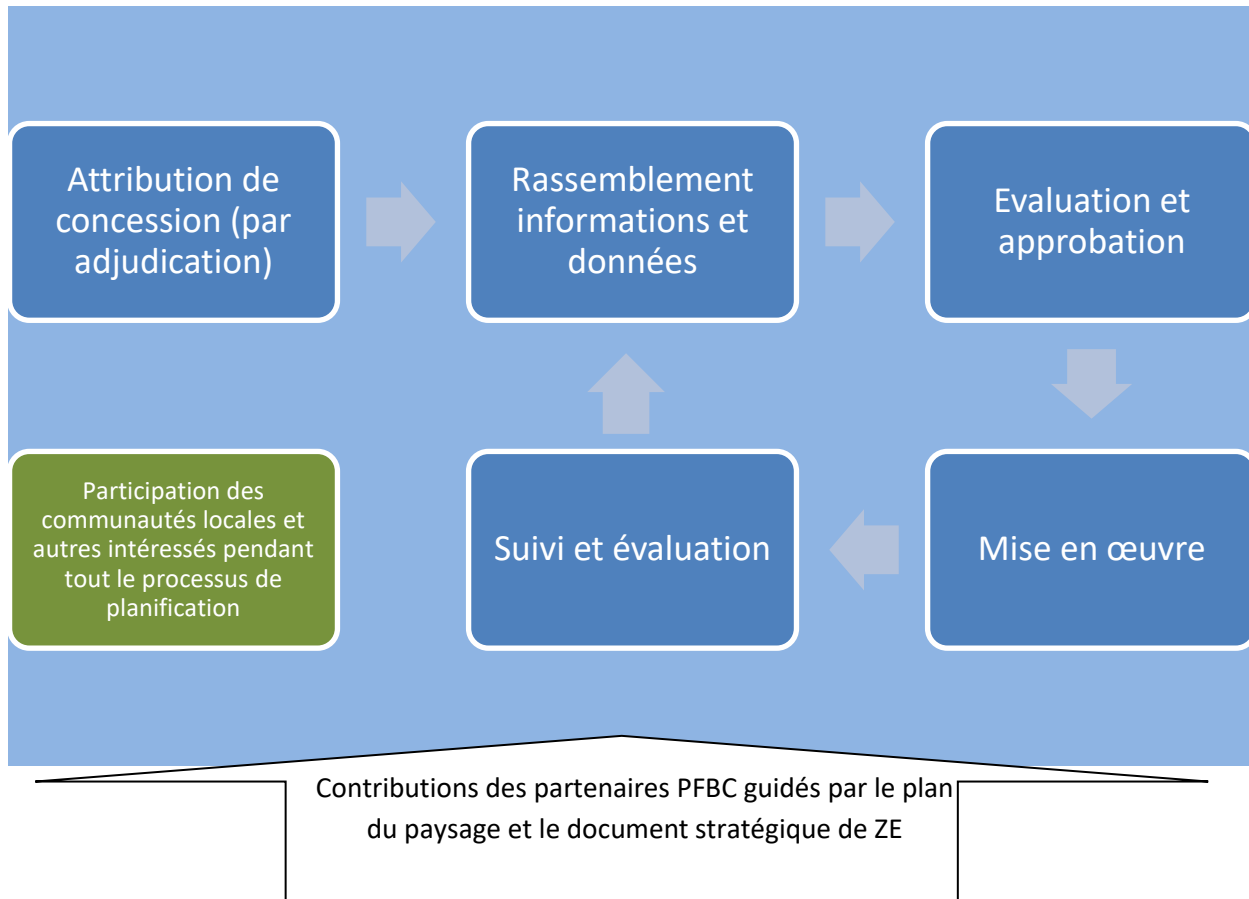 Attribution de
concession (par
adjudication)
Rassemblement
informations et
données
Evaluation et
approbation
Participation des
communautés locales et
autres intéressés pendant
tout le processus de
planification
Suivi et évaluation
Mise en œuvre
Contributions des partenaires PFBC guidés par le plan
du paysage et le document stratégique de ZE